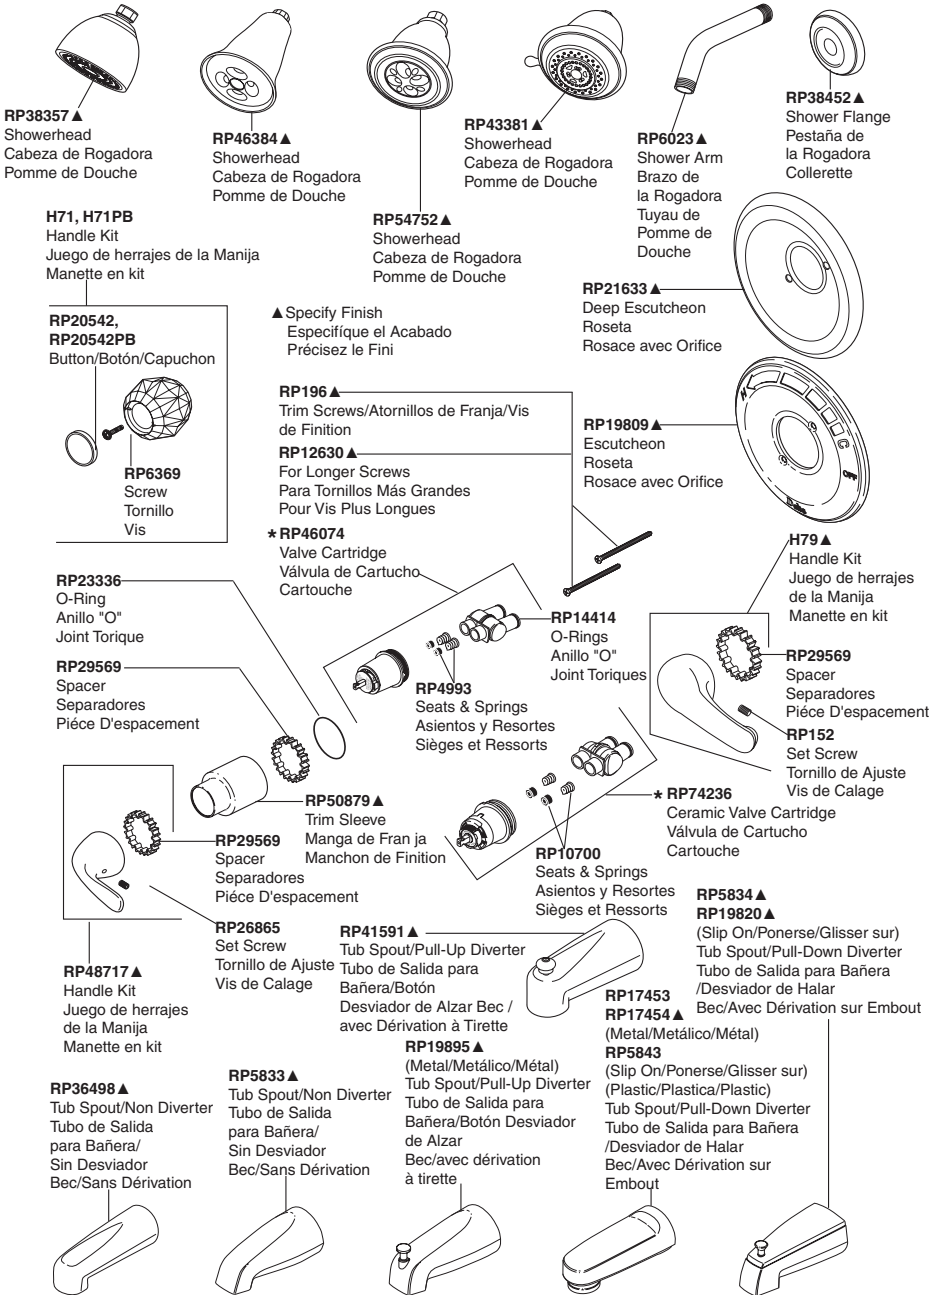 RP38357▲
Showerhead
Cabeza de Rogadora
Pomme de Douche
RP46384▲
Showerhead
Cabeza de Rogadora
Pomme de Douche
RP54752▲
Showerhead
Cabeza de Rogadora
Pomme de Douche
RP43381▲
Showerhead
Cabeza de Rogadora
Pomme de Douche
RP6023▲
Shower Arm
Brazo de
la Rogadora
Tuyau de
Pomme de
Douche
RP38452▲
Shower Flange
Pestaña de
la Rogadora
Collerette
H71, H71PB
Handle Kit
Juego de herrajes de la Manija
Manette en kit
RP20542,
RP20542PB
Button/Botón/Capuchon
RP6369
Screw
Tornillo
Vis
▲Specify Finish
Especifíque el Acabado
Précisez le Fini
RP21633▲
Deep Escutcheon
Roseta
Rosace avec Orifice
RP196▲
Trim Screws/Atornillos de Franja/Vis
de Finition
RP12630▲
For Longer Screws
Para Tornillos Más Grandes
Pour Vis Plus Longues
RP19809▲
Escutcheon
Roseta
Rosace avec Orifice
H
C
OFF
*RP46074
Valve Cartridge
Válvula de Cartucho
Cartouche
H79▲
Handle Kit
Juego de herrajes
de la Manija
Manette en kit
RP23336
O-Ring
Anillo "O"
Joint Torique
RP14414
O-Rings
Anillo "O"
Joint Toriques
RP29569
Spacer
Separadores
Piéce D'espacement
RP4993
Seats & Springs
Asientos y Resortes
Sièges et Ressorts
RP29569
Spacer
Separadores
Piéce D'espacement
RP152
Set Screw
Tornillo de Ajuste
Vis de Calage
RP50879▲
Trim Sleeve
Manga de Fran ja
Manchon de Finition
*RP74236
Ceramic Valve Cartridge
Válvula de Cartucho
Cartouche
RP29569
Spacer
Separadores
Piéce D'espacement
RP10700
Seats & Springs
Asientos y Resortes
Sièges et Ressorts
RP26865
Set Screw
Tornillo de Ajuste
Vis de Calage
RP48717▲
Handle Kit
Juego de herrajes
de la Manija
Manette en kit
RP41591▲
Tub Spout/Pull-Up Diverter
Tubo de Salida para
Bañera/Botón
Desviador de Alzar Bec /
avec Dérivation à Tirette
RP5834▲
RP19820▲
(Slip On/Ponerse/Glisser sur)
Tub Spout/Pull-Down Diverter
Tubo de Salida para Bañera
/Desviador de Halar
Bec/Avec Dérivation sur Embout
RP36498▲
Tub Spout/Non Diverter
Tubo de Salida
para Bañera/
Sin Desviador
Bec/Sans Dérivation
RP5833▲
Tub Spout/Non Diverter
Tubo de Salida
para Bañera/
Sin Desviador
Bec/Sans Dérivation
RP19895▲
(Metal/Metálico/Métal)
Tub Spout/Pull-Up Diverter
Tubo de Salida para
Bañera/Botón Desviador
de Alzar
Bec/avec dérivation
à tirette
RP17453
RP17454▲
(Metal/Metálico/Métal)
RP5843
(Slip On/Ponerse/Glisser sur)
(Plastic/Plastica/Plastic)
Tub Spout/Pull-Down Diverter
Tubo de Salida para Bañera
/Desviador de Halar
Bec/Avec Dérivation sur
Embout